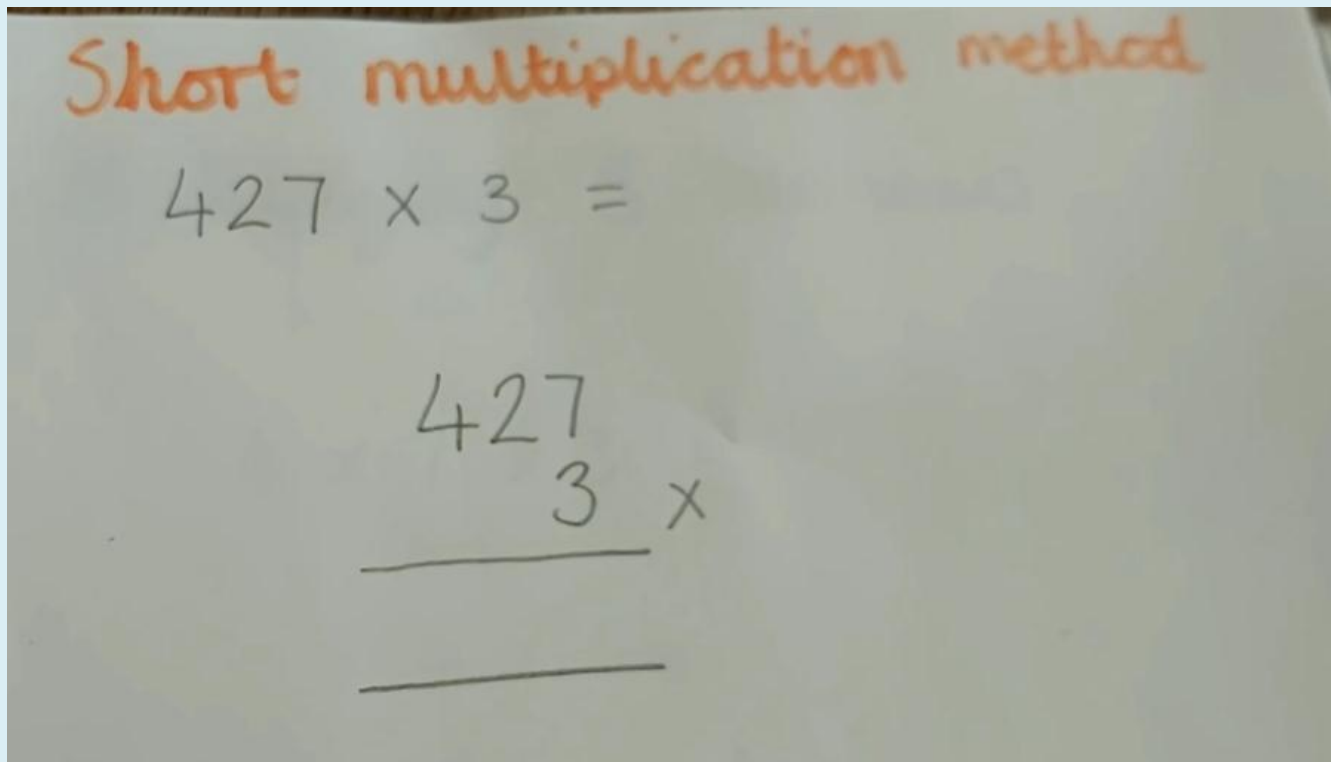 Short multiplication method
427 x 3 =
427
3 x